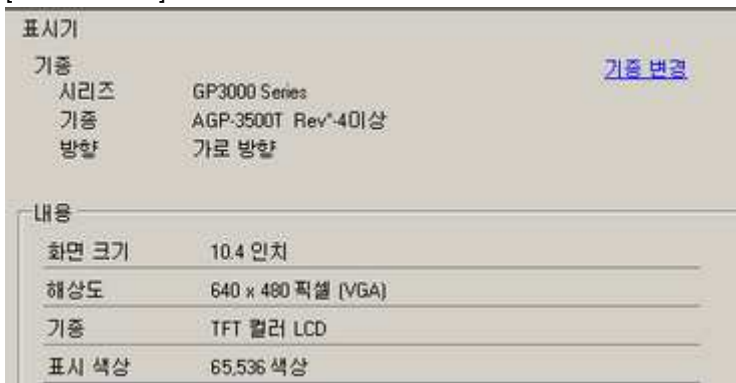 표시기
기종 기종 변경
시리즈 GP3000 Series
기종 AGP-3500T Rev*-4이상
방향 가로 방향
내용
화면 크기 10.4 인치
해상도 640 x 480 픽셀 (VGA)
기종 TFT 컬러 LCD
표시 색상 65,536 색상